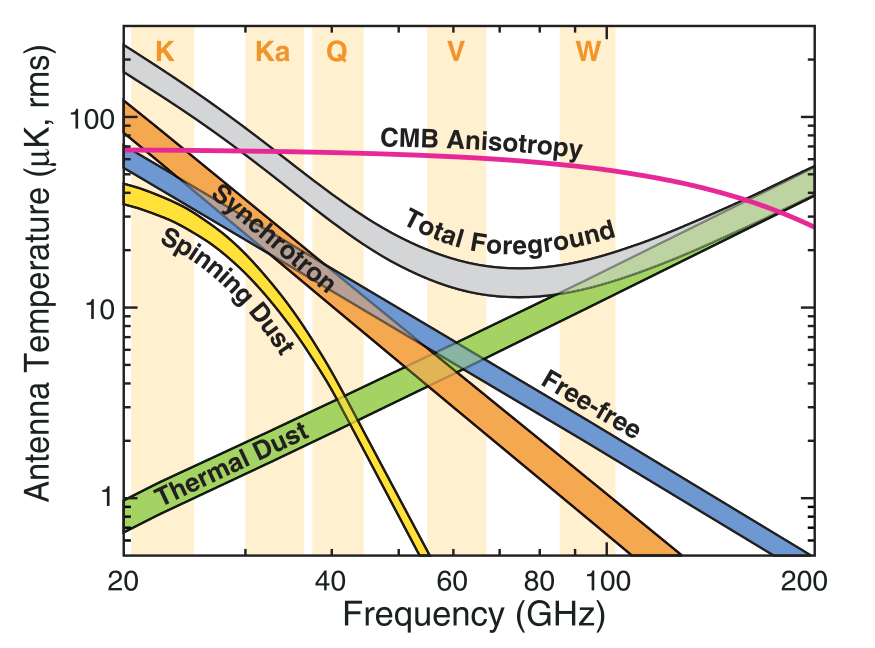 K Ka Q V W
Antenna Temperature (μK, rms)
100
10
1
CMB Anisotropy
Total Foreground
Synchrotron
Spinning Dust
Free-free
Thermal Dust
20 40 60 80 100 200
Frequency (GHz)